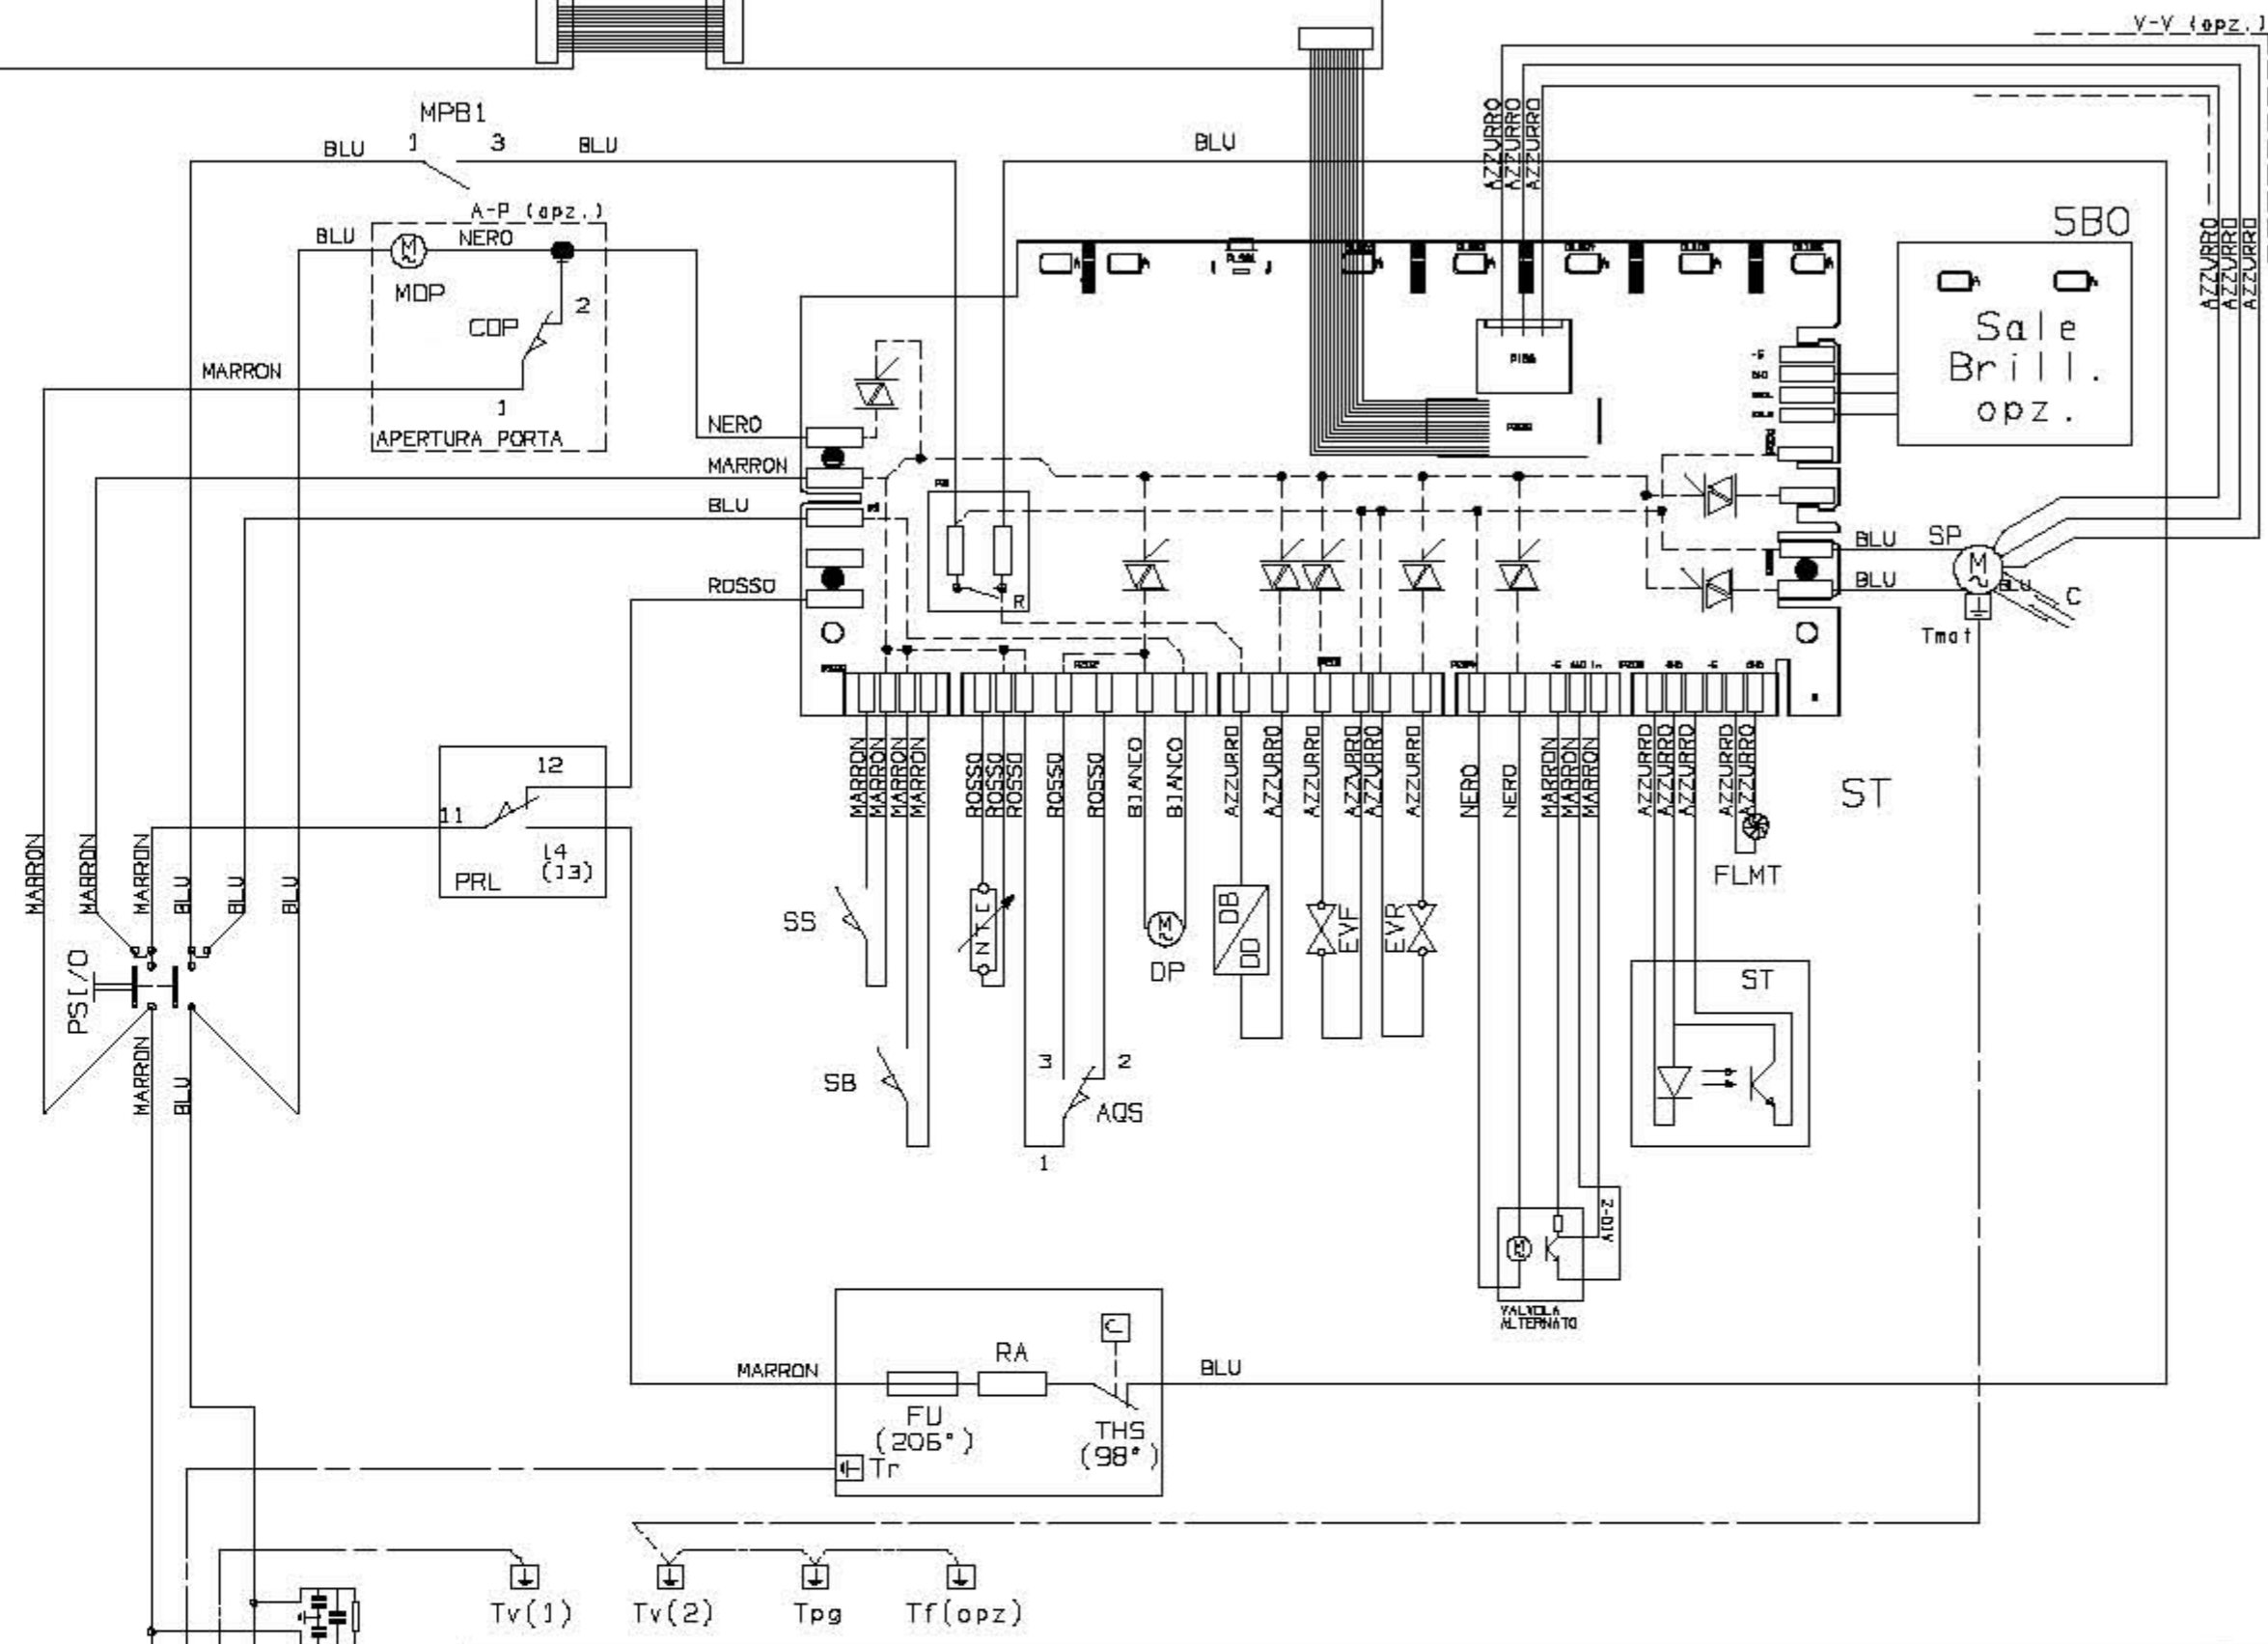 V-V (opz.)
MPB1
BLU
1
3
BLU
BLU
AZZURRO
AZZURRO
AZZURRO
A-P (opz.)
BLU
M
NERO
MDP
2
COP
MARRON
1
APERTURA PORTA
SBO
Sale
Brill.
opz.
AZZURRO
AZZURRO
AZZURRO
NERO
MARRON
BLU
ROSSO
R
BLU
SP
M
BLU
BLU
C
Tmot
MARRON
MARRON
MARRON
MARRON
ROSSO
ROSSO
ROSSO
ROSSO
ROSSO
BIANCO
BIANCO
AZZURRO
AZZURRO
AZZURRO
AZZURRO
AZZURRO
AZZURRO
NERO
NERO
MARRON
MARRON
MARRON
AZZURRO
AZZURRO
AZZURRO
AZZURRO
AZZURRO
ST
FLMT
12
11
14
(13)
PRL
MARRON
MARRON
MARRON
BLU
BLU
BLU
PSI/O
MARRON
BLU
SS
NTC
M
DP
DB
DD
EVF
EVR
ST
SB
3
2
AQS
1
M
VALVOLA
ALTERNATO
MARRON
FU
(206°)
RA
C
THS
(98°)
BLU
Tr
Tv(1)
Tv(2)
Tpg
Tf(opz)